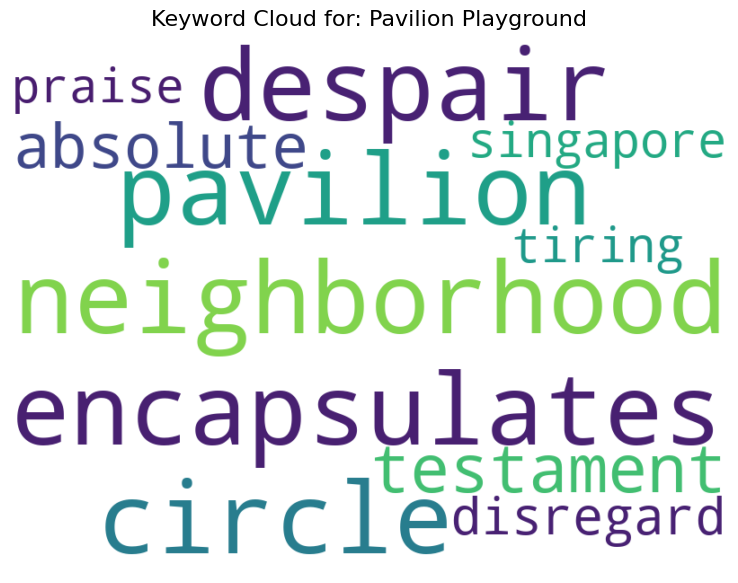 Keyword Cloud for: Pavilion Playground
despair
praise
absolute
singapore
pavilion
tiring
neighborhood
encapsulates
testament
circle
disregard